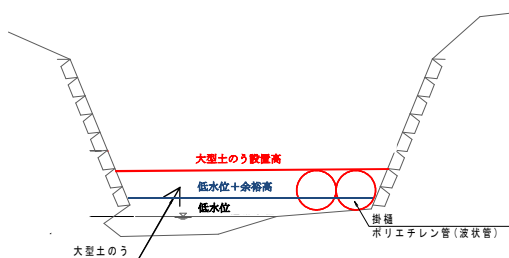 大型土のう設置高
低水位＋余裕高
低水位
掛樋
ポリエチレン管(波状管)
大型土のう